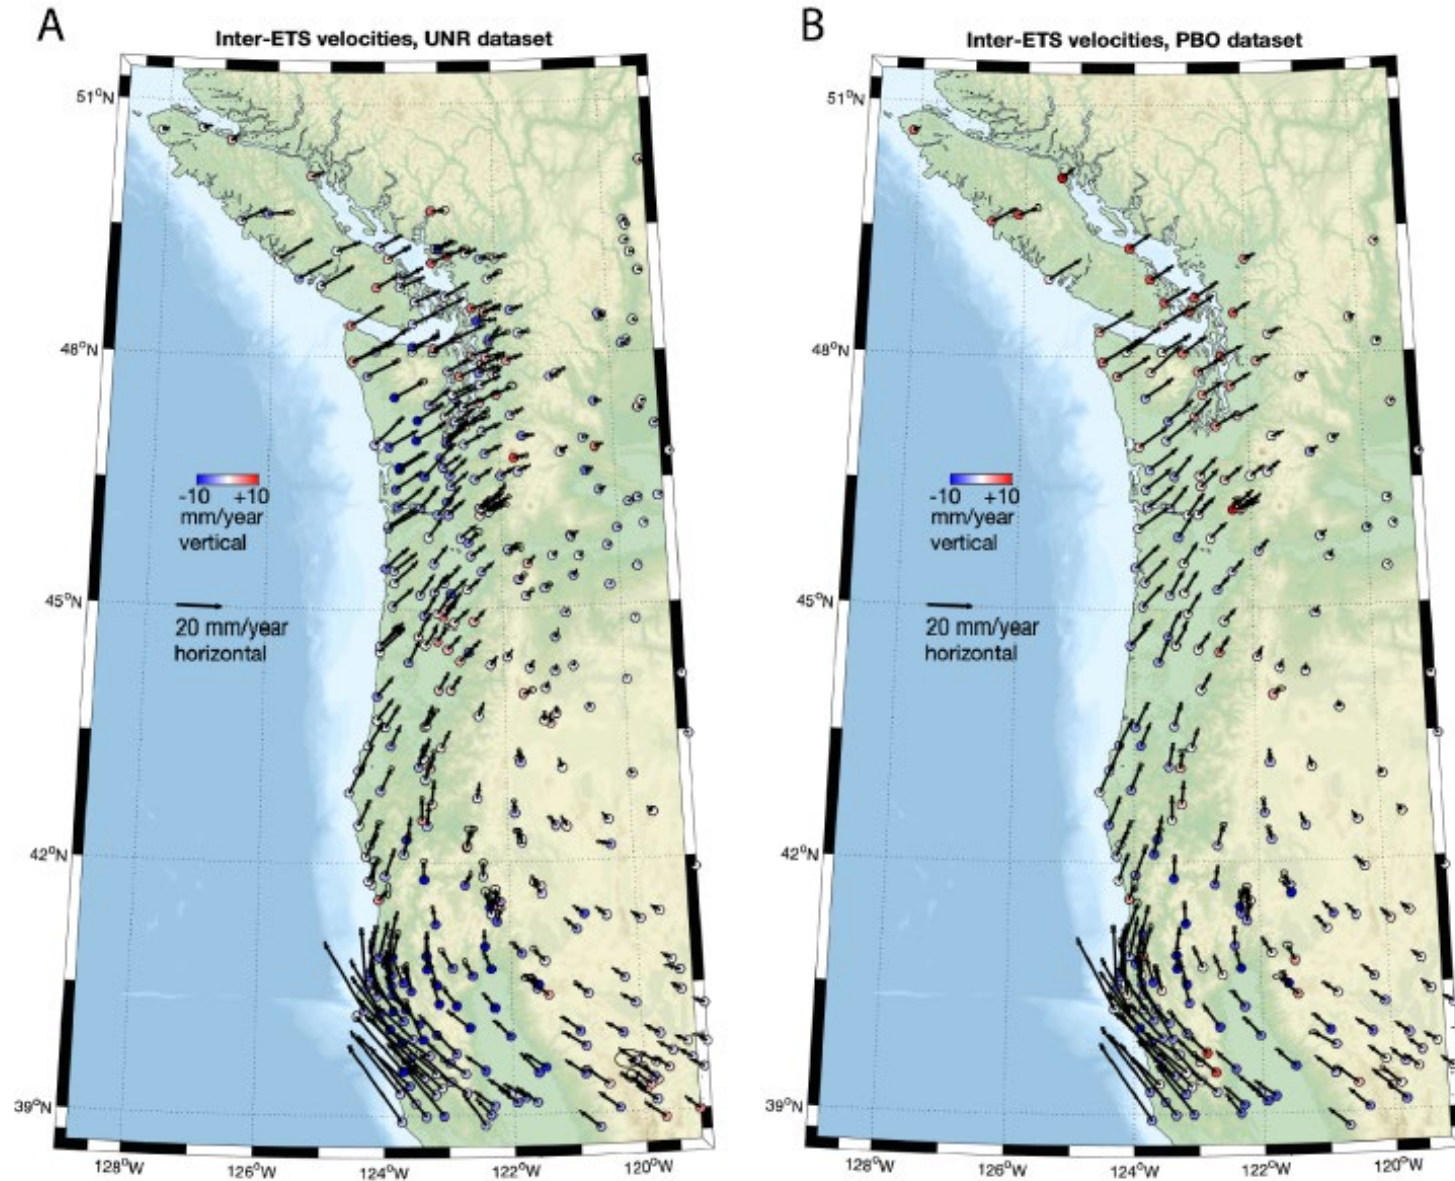 A
Inter-ETS velocities, UNR dataset
51°N
48°N
-10 +10
mm/year
vertical
45°N
20 mm/year
horizontal
42°N
39°N
128°W 126°W 124°W 122°W 120°W
B
Inter-ETS velocities, PBO dataset
51°N
48°N
-10 +10
mm/year
vertical
45°N
20 mm/year
horizontal
42°N
39°N
128°W 126°W 124°W 122°W 120°W